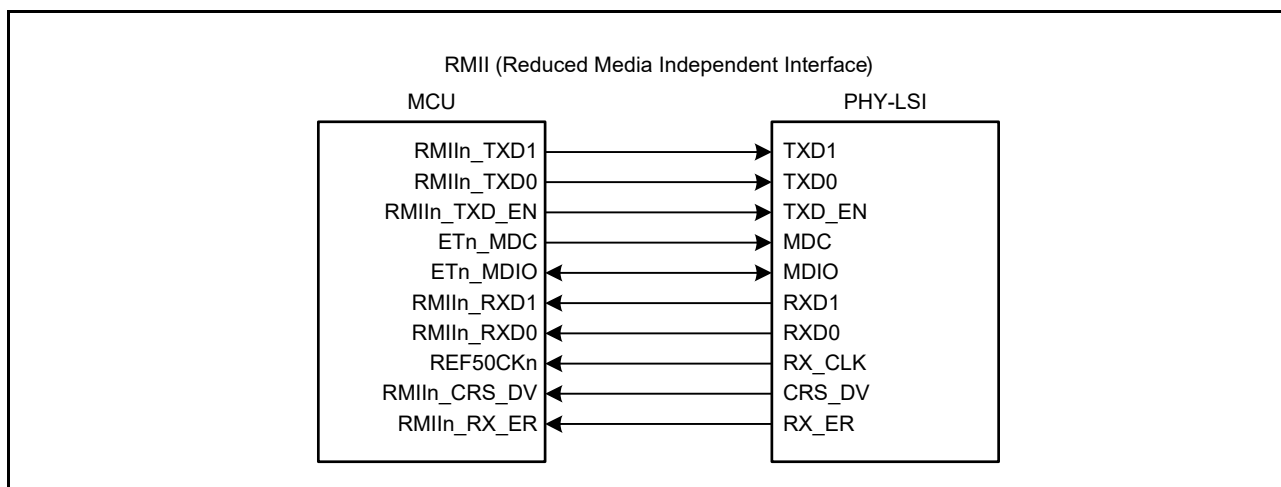 RMII (Reduced Media Independent Interface)
MCU PHY-LSI
RMIIn_TXD1 TXD1
RMIIn_TXD0 TXD0
RMIIn_TXD_EN TXD_EN
ETn_MDC MDC
ETn_MDIO MDIO
RMIIn_RXD1 RXD1
RMIIn_RXD0 RXD0
REF50CKn RX_CLK
RMIIn_CRS_DV CRS_DV
RMIIn_RX_ER RX_ER